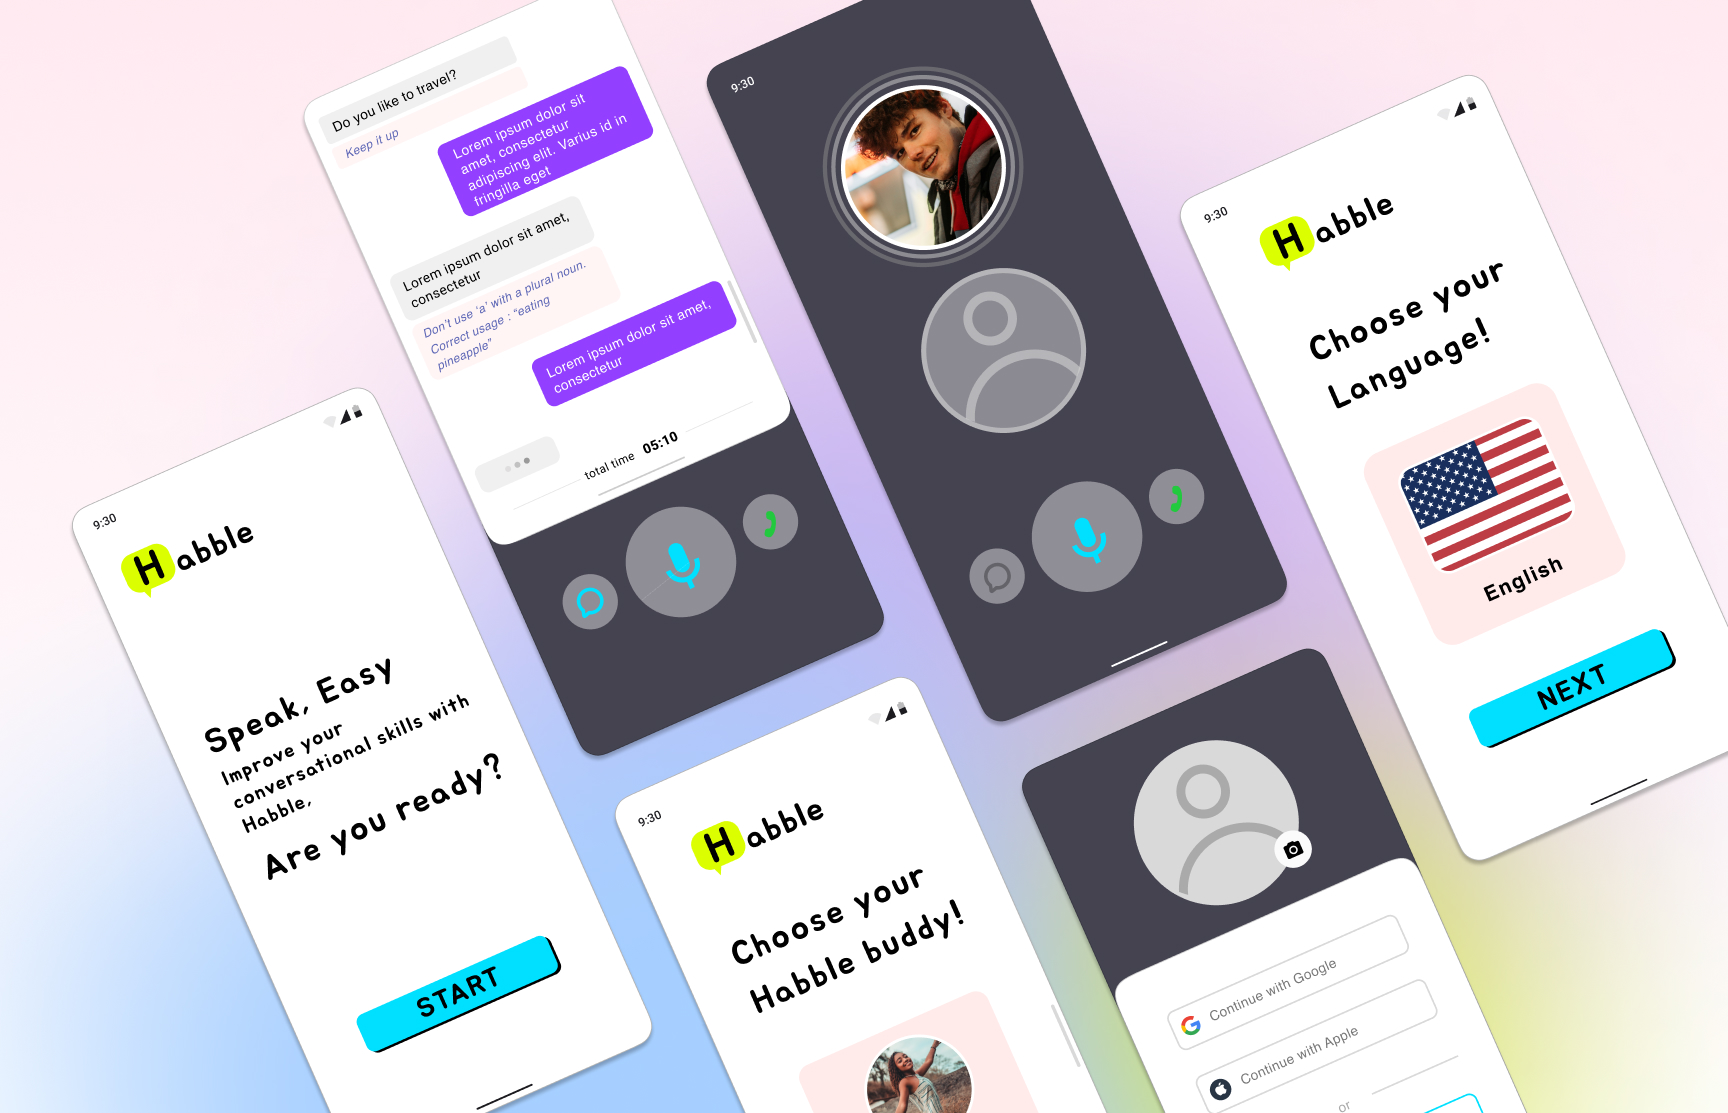 Do you like to travel?
Keep it up
Lorem ipsum dolor sit
amet, consectetur
adipiscing elit. Varius id in
fringilla eget
Lorem ipsum dolor sit amet,
consectetur
Don't use ‘a’ with a plural noun.
Correct usage : “eating
pineapple”
Lorem ipsum dolor sit amet,
consectetur
total time 05:10
9:30
9:30
Habble
Choose your
Language!
English
NEXT
9:30
Habble
Speak, Easy
Improve your
conversational skills with
Habble,
Are you ready?
START
9:30
Habble
Choose your
Habble buddy!
Continue with Google
Continue with Apple
or